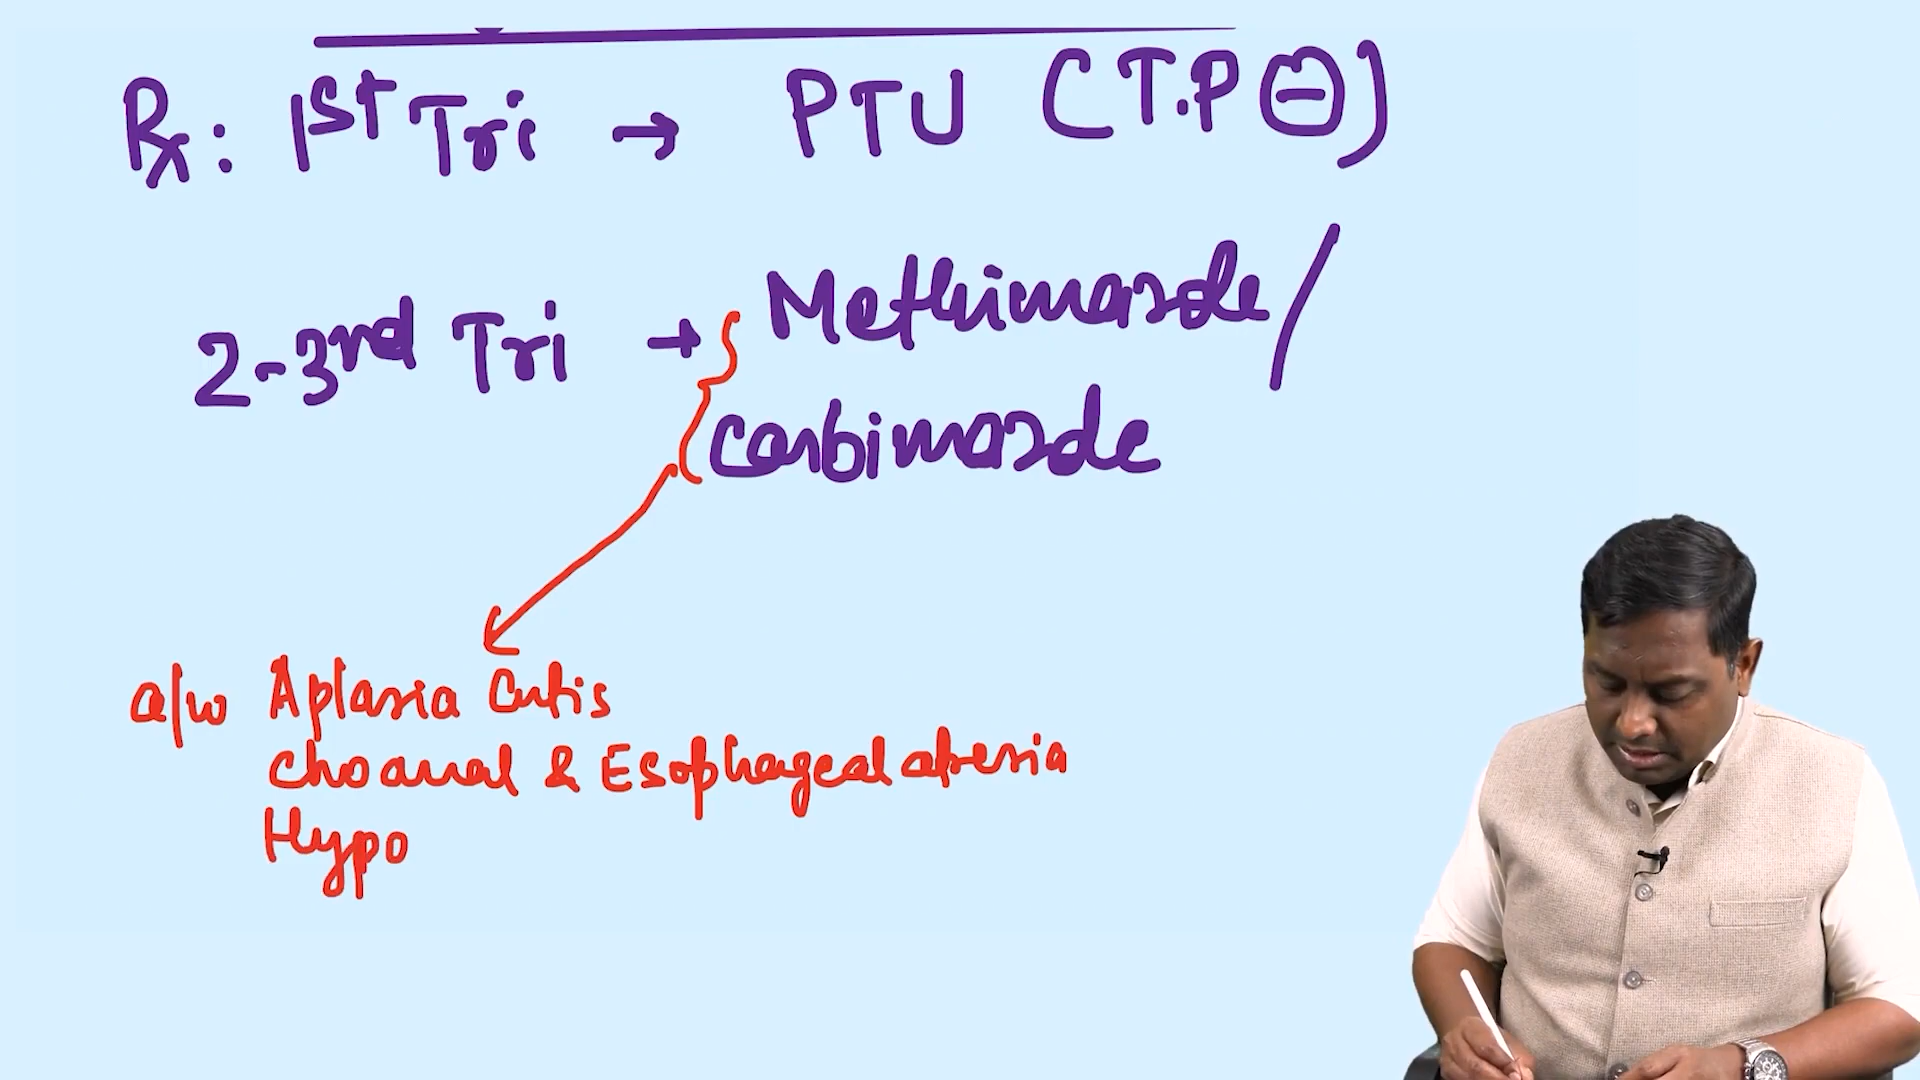 Rx: 1st Tri → PTU (T.P⊖)
2-3rd Tri → Methimazole/
Carbimazole
a/w Aplasia Cutis
Choanal & Esophageal atresia
Hypo